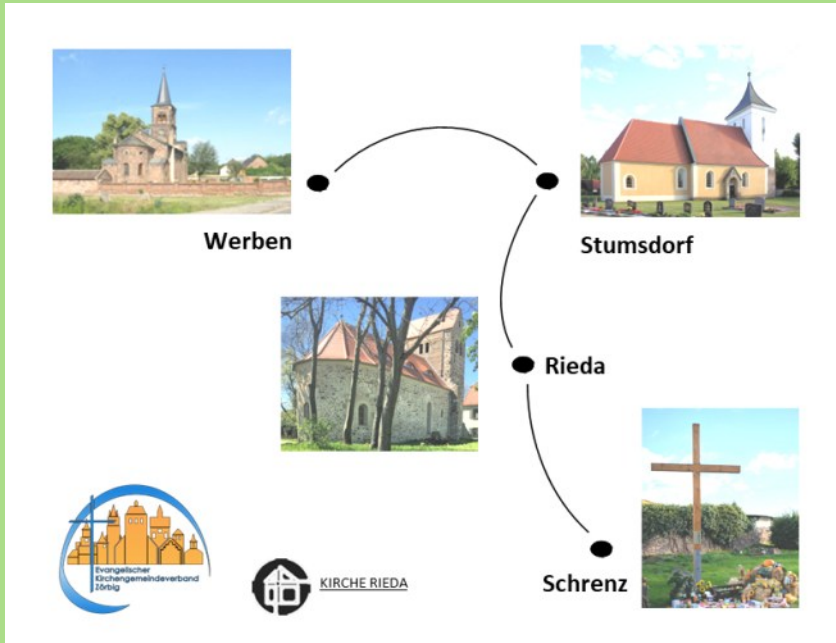 Werben
Stumsdorf
Rieda
Schrenz
Evangelischer
Kirchengemeindeverband
Zörbig
KIRCHE RIEDA